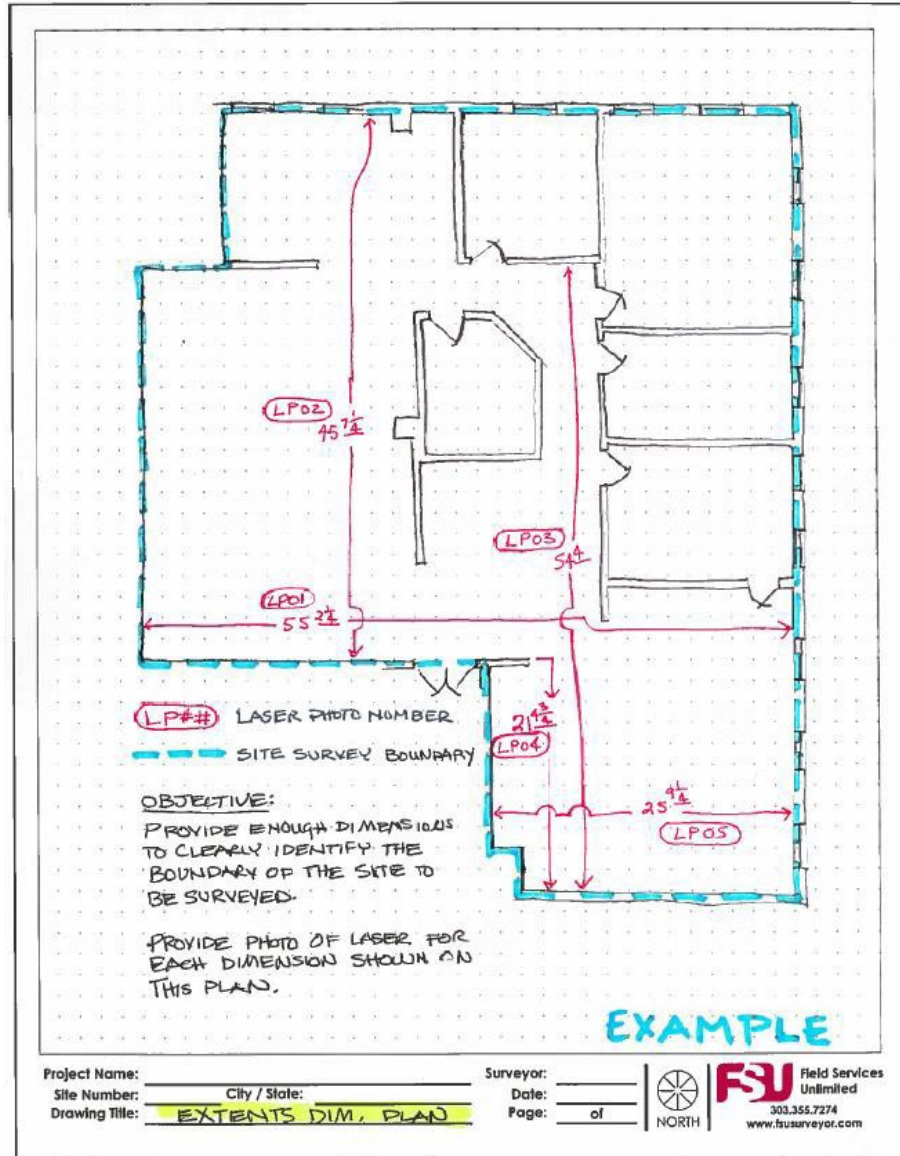 LP02
45 7 1/4
LP03
54 4
LP01
55 2 1/4
LP## LASER PHOTO NUMBER
21 4 3/4
SITE SURVEY BOUNDARY
LP04
OBJECTIVE:
PROVIDE ENOUGH DIMENSIONS
TO CLEARLY IDENTIFY THE
BOUNDARY OF THE SITE TO
BE SURVEYED.
25 9 1/4
LP05
PROVIDE PHOTO OF LASER FOR
EACH DIMENSION SHOWN ON
THIS PLAN.
EXAMPLE
Project Name:
Site Number: City / State:
Drawing Title: EXTENTS DIM. PLAN
Surveyor:
Date:
Page: of
NORTH
FSU Field Services
Unlimited
303.355.7274
www.fsusurveyor.com